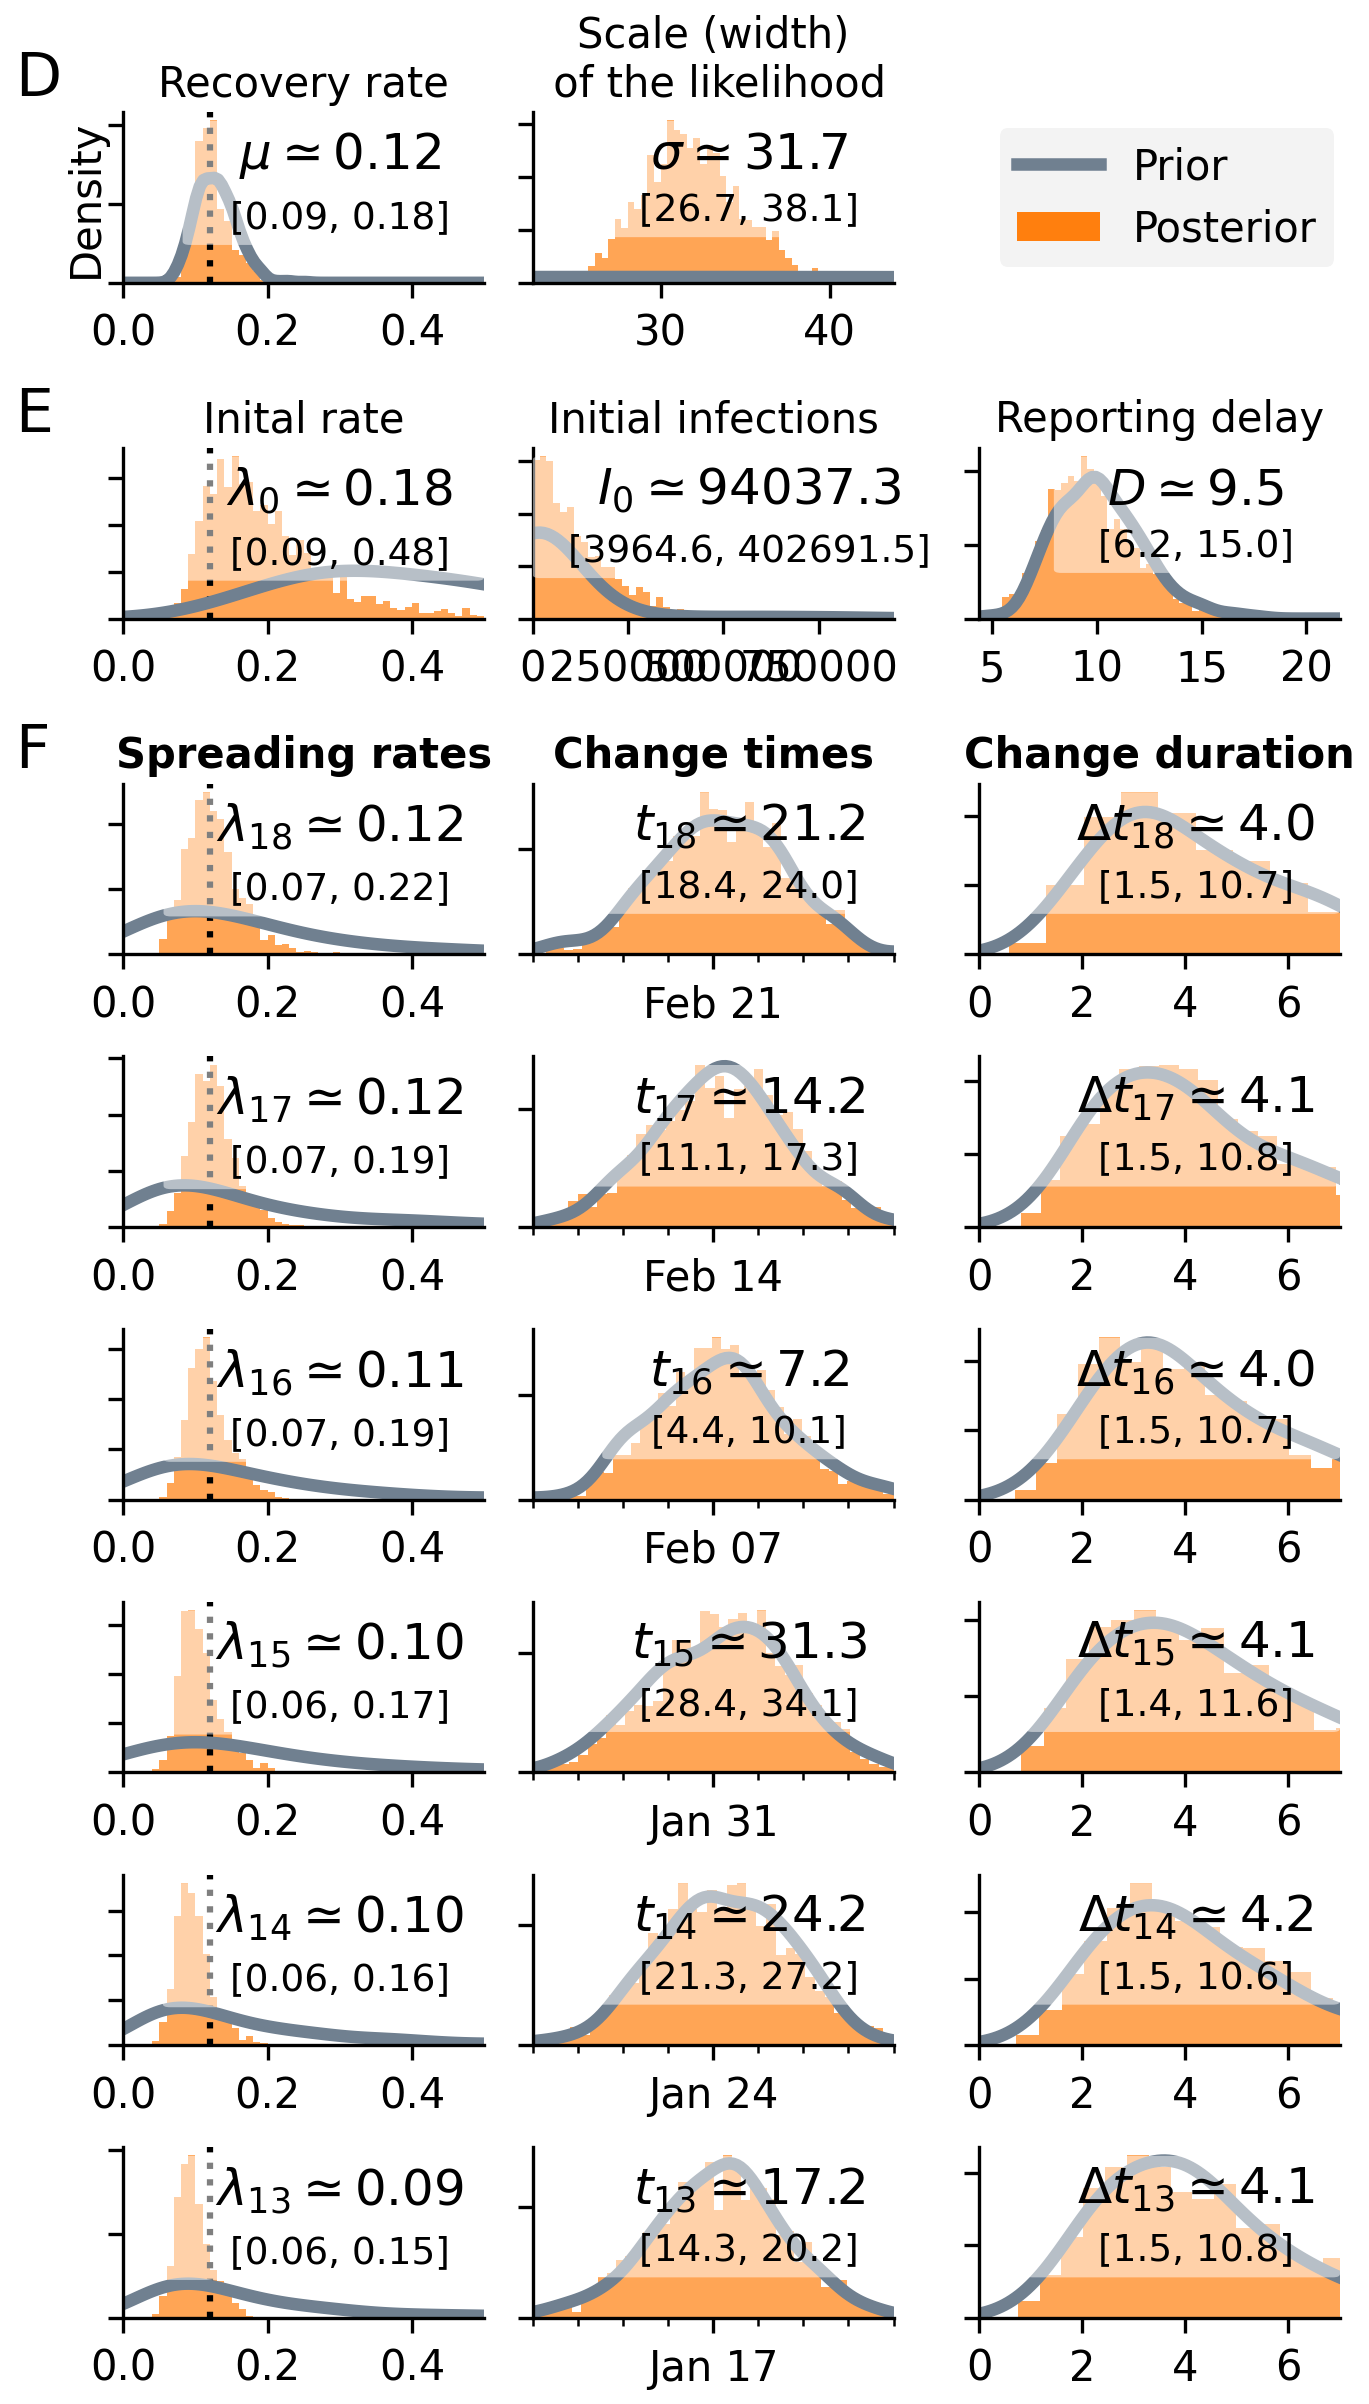 D
Recovery rate
Scale (width)
of the likelihood
Density
μ ≃ 0.12
[0.09, 0.18]
σ ≃ 31.7
[26.7, 38.1]
Prior
Posterior
0.0 0.2 0.4
30 40
E
Inital rate
Initial infections
Reporting delay
λ₀ ≃ 0.18
[0.09, 0.48]
I₀ ≃ 94037.3
[3964.6, 402691.5]
D ≃ 9.5
[6.2, 15.0]
0.0 0.2 0.4
0 250000 500000 750000
5 10 15 20
F
Spreading rates
Change times
Change duration
λ₁₈ ≃ 0.12
[0.07, 0.22]
t₁₈ ≃ 21.2
[18.4, 24.0]
Δt₁₈ ≃ 4.0
[1.5, 10.7]
0.0 0.2 0.4
Feb 21
0 2 4 6
λ₁₇ ≃ 0.12
[0.07, 0.19]
t₁₇ ≃ 14.2
[11.1, 17.3]
Δt₁₇ ≃ 4.1
[1.5, 10.8]
0.0 0.2 0.4
Feb 14
0 2 4 6
λ₁₆ ≃ 0.11
[0.07, 0.19]
t₁₆ ≃ 7.2
[4.4, 10.1]
Δt₁₆ ≃ 4.0
[1.5, 10.7]
0.0 0.2 0.4
Feb 07
0 2 4 6
λ₁₅ ≃ 0.10
[0.06, 0.17]
t₁₅ ≃ 31.3
[28.4, 34.1]
Δt₁₅ ≃ 4.1
[1.4, 11.6]
0.0 0.2 0.4
Jan 31
0 2 4 6
λ₁₄ ≃ 0.10
[0.06, 0.16]
t₁₄ ≃ 24.2
[21.3, 27.2]
Δt₁₄ ≃ 4.2
[1.5, 10.6]
0.0 0.2 0.4
Jan 24
0 2 4 6
λ₁₃ ≃ 0.09
[0.06, 0.15]
t₁₃ ≃ 17.2
[14.3, 20.2]
Δt₁₃ ≃ 4.1
[1.5, 10.8]
0.0 0.2 0.4
Jan 17
0 2 4 6